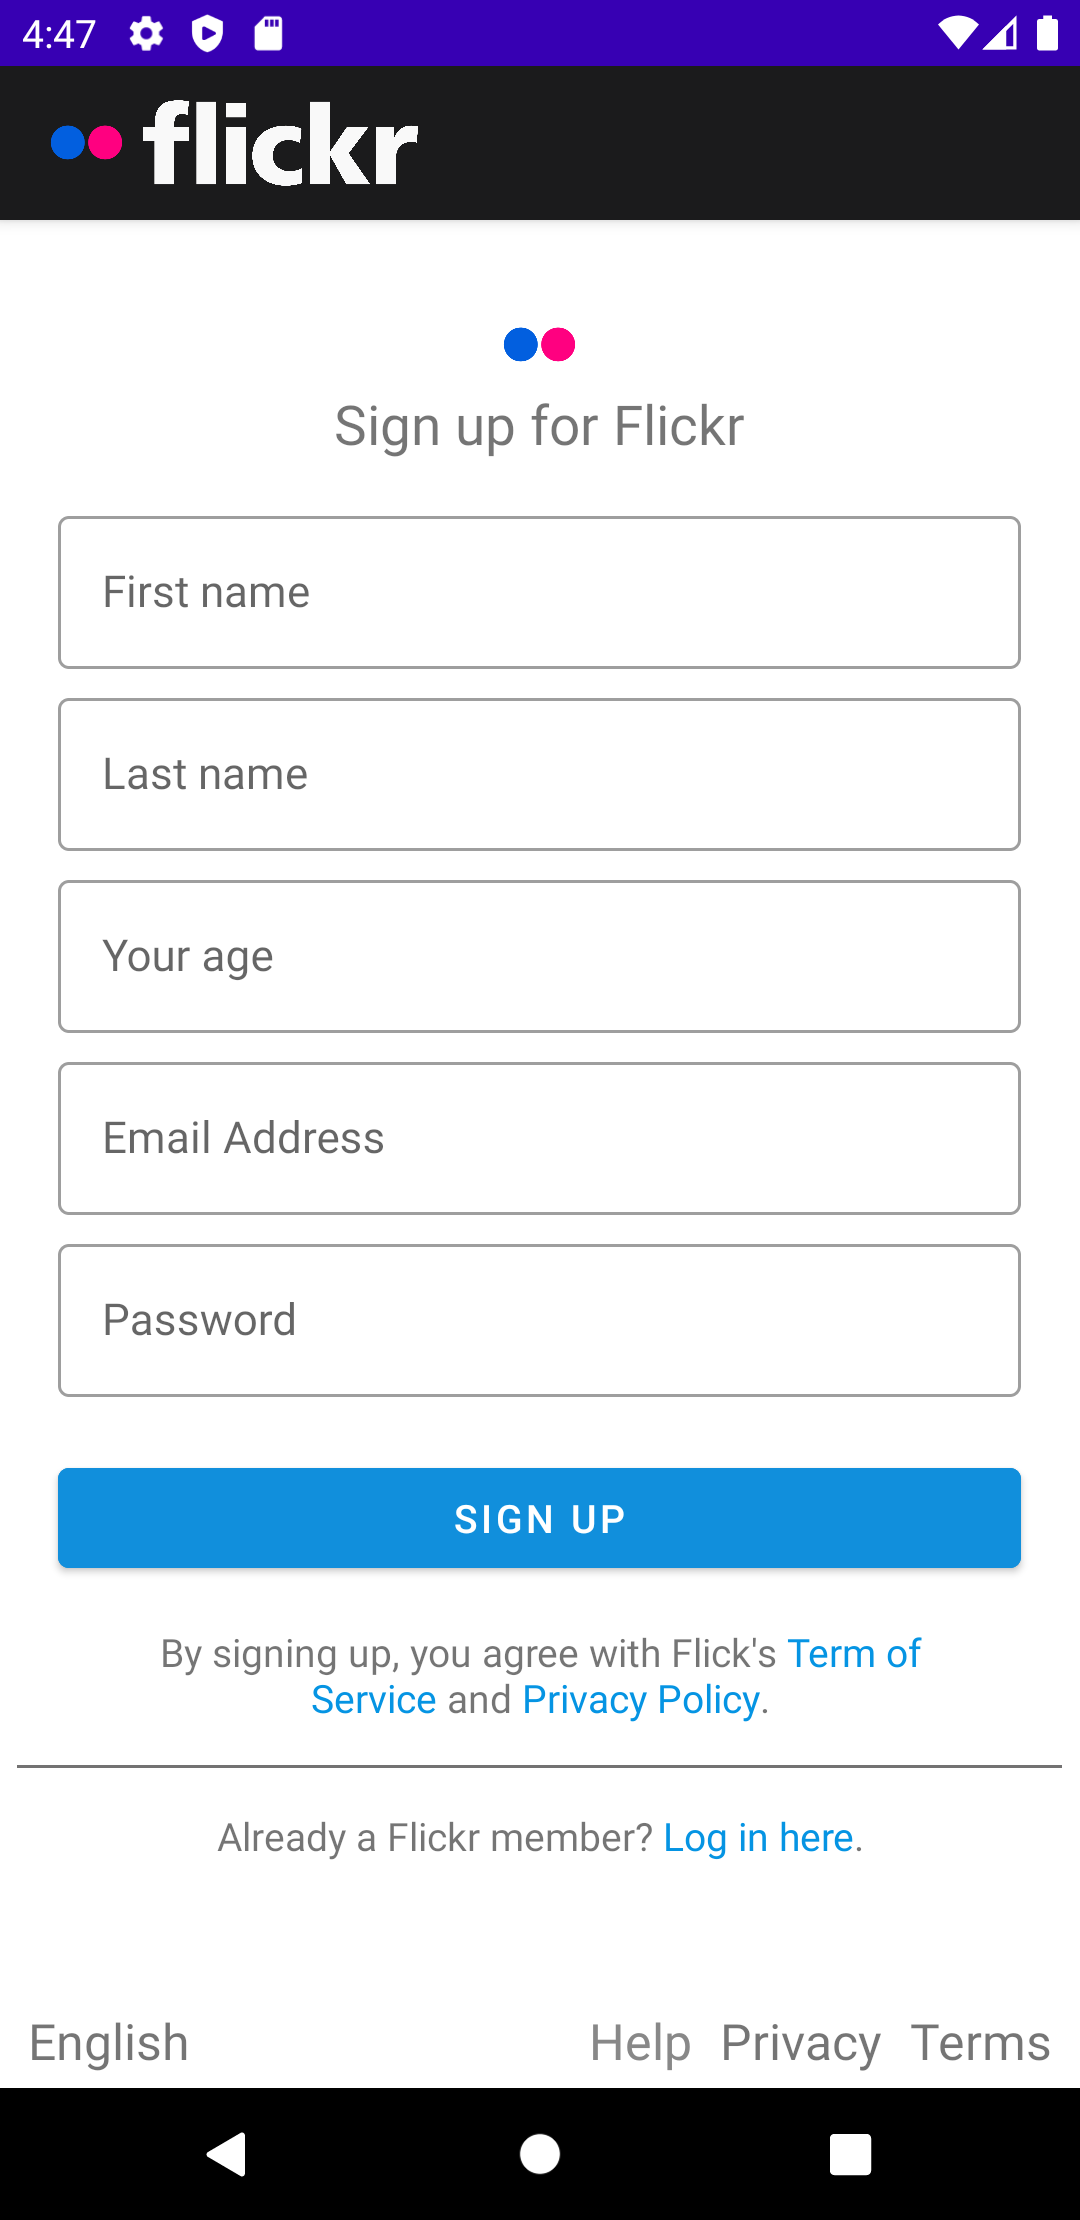 4:47
flickr
Sign up for Flickr
First name
Last name
Your age
Email Address
Password
SIGN UP
By signing up, you agree with Flick's Term of
Service and Privacy Policy.
Already a Flickr member? Log in here.
English Help Privacy Terms